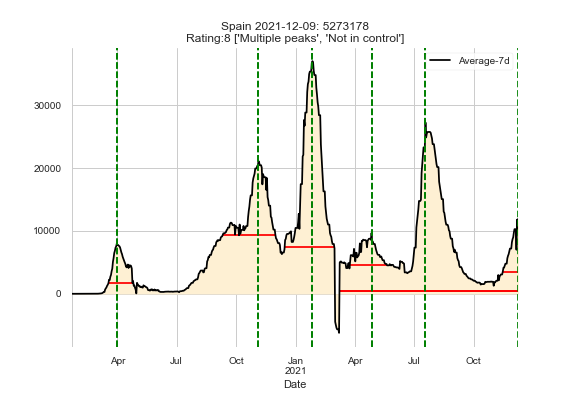 Spain 2021-12-09: 5273178
Rating:8 ['Multiple peaks', 'Not in control']
Average-7d
30000
20000
10000
0
Apr Jul Oct Jan Apr Jul Oct
2021
Date